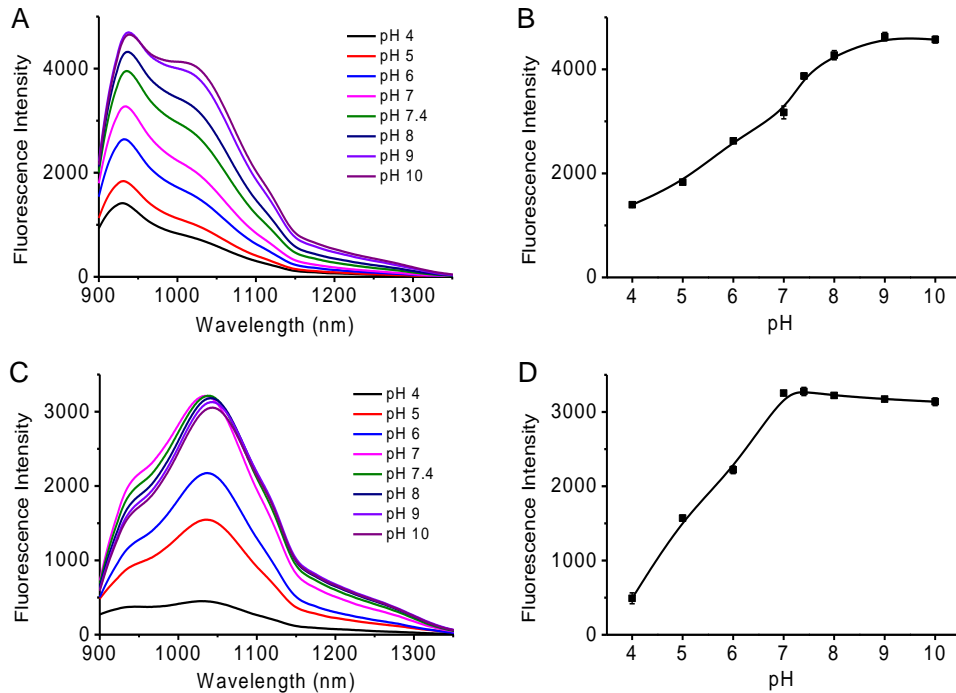 A
Fluorescence Intensity
4000
2000
0
900 1000 1100 1200 1300
Wavelength (nm)
pH 4
pH 5
pH 6
pH 7
pH 7.4
pH 8
pH 9
pH 10
B
Fluorescence Intensity
4000
2000
0
4 5 6 7 8 9 10
pH
C
Fluorescence Intensity
3000
2000
1000
0
900 1000 1100 1200 1300
Wavelength (nm)
pH 4
pH 5
pH 6
pH 7
pH 7.4
pH 8
pH 9
pH 10
D
Fluorescence Intensity
3000
2000
1000
0
4 5 6 7 8 9 10
pH